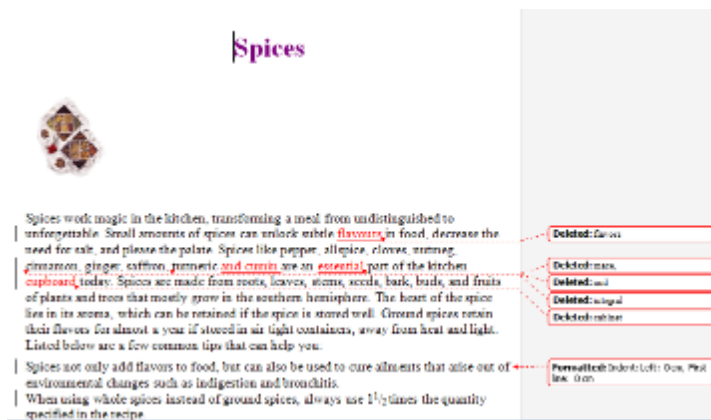 Spices
Spices work magic in the kitchen, transforming a meal from undistinguished to
unforgettable. Small amounts of spices can unlock subtle flavours in food, decrease the
need for salt, and please the palate. Spices like pepper, allspice, cloves, nutmeg,
cinnamon, ginger, saffron, turmeric and cumin are an essential part of the kitchen
cupboard today. Spices are made from roots, leaves, stems, seeds, bark, buds, and fruits
of plants and trees that mostly grow in the southern hemisphere. The heart of the spice
lies in its aroma, which can be retained if the spice is stored well. Ground spices retain
their flavors for almost a year if stored in air tight containers, away from heat and light.
Listed below are a few common tips that can help you.
Spices not only add flavors to food, but can also be used to cure ailments that arise out of
environmental changes such as indigestion and bronchitis.
When using whole spices instead of ground spices, always use 1 1/2 times the quantity
specified in the recipe
Deleted: flavors
Deleted: mace,
Deleted: and
Deleted: integral
Deleted: cabinet
Formatted: Indent: Left: 0 cm, First
line: 0 cm